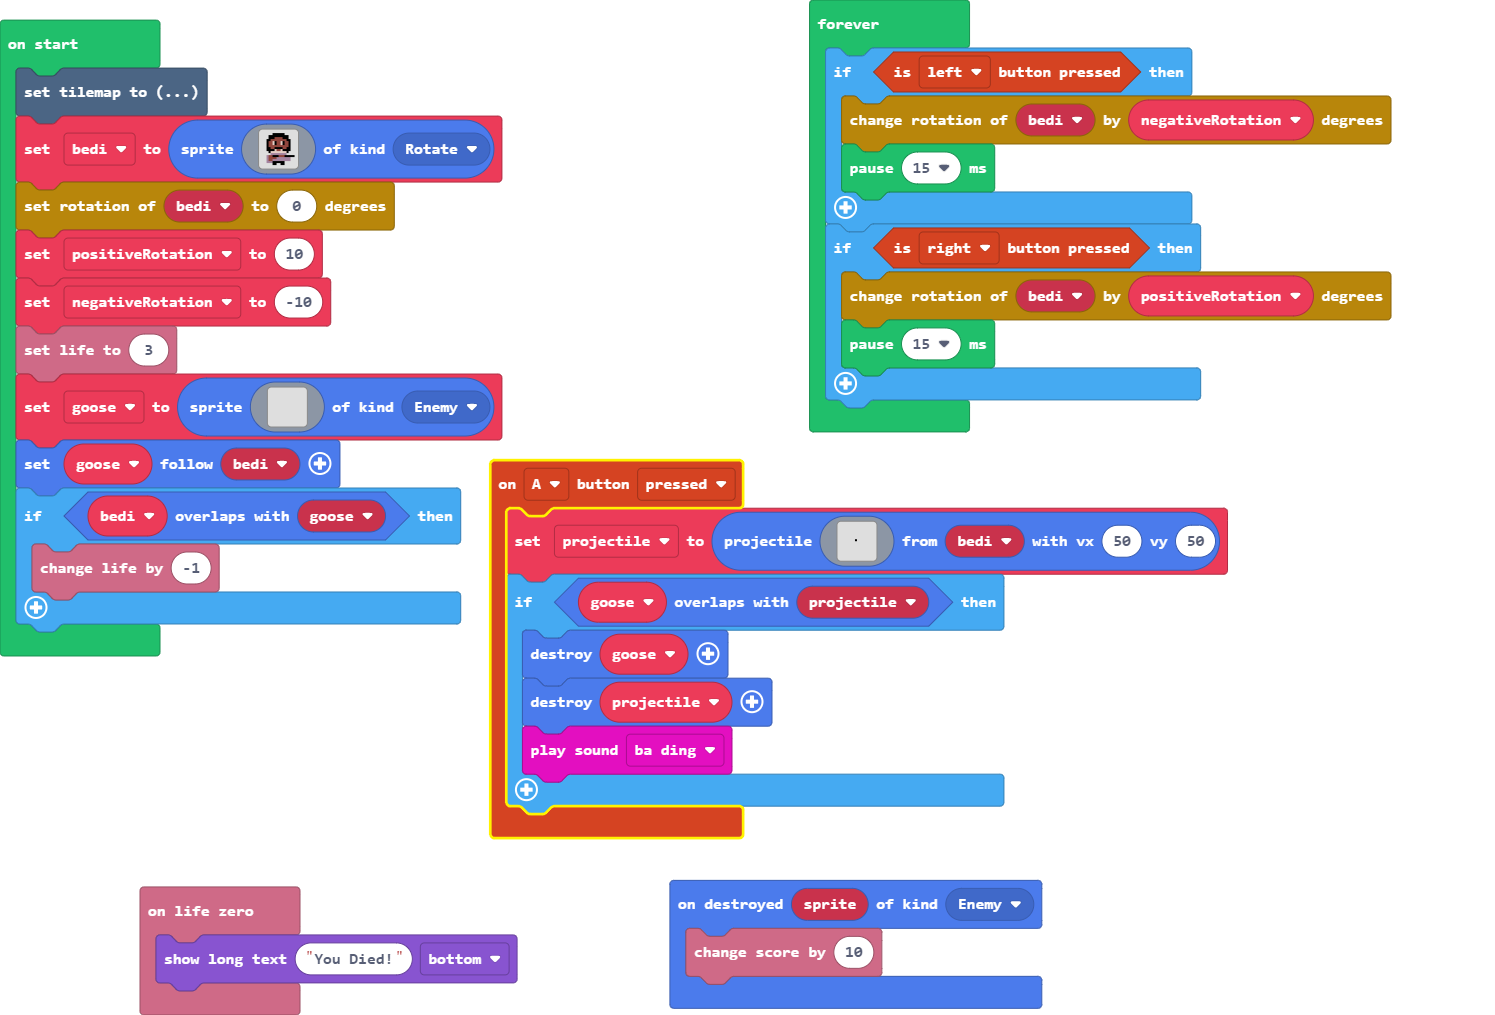 on start
set tilemap to (...)
set bedi to sprite of kind Rotate
set rotation of bedi to 0 degrees
set positiveRotation to 10
set negativeRotation to -10
set life to 3
set goose to sprite of kind Enemy
set goose follow bedi
if bedi overlaps with goose then
change life by -1
forever
if is left button pressed then
change rotation of bedi by negativeRotation degrees
pause 15 ms
if is right button pressed then
change rotation of bedi by positiveRotation degrees
pause 15 ms
on A button pressed
set projectile to projectile from bedi with vx 50 vy 50
if goose overlaps with projectile then
destroy goose
destroy projectile
play sound ba ding
on life zero
show long text "You Died!" bottom
on destroyed sprite of kind Enemy
change score by 10